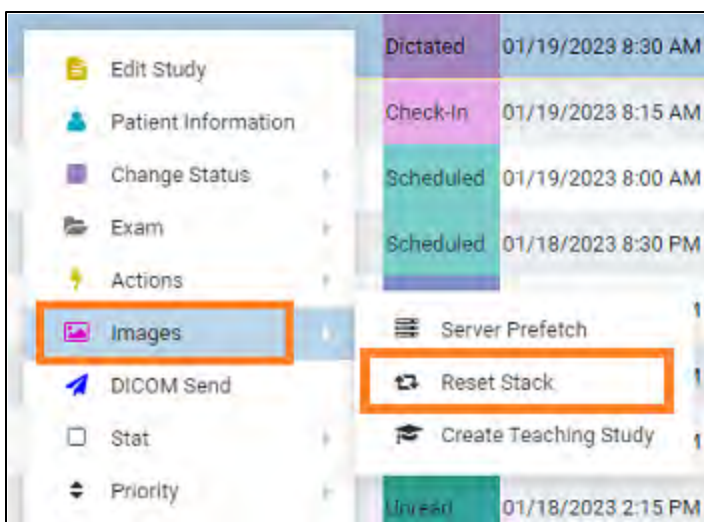 Dictated 01/19/2023 8:30 AM
Edit Study
Patient Information
Check-In 01/19/2023 8:15 AM
Change Status
Scheduled 01/19/2023 8:00 AM
Exam
Scheduled 01/18/2023 8:30 PM
Actions
Images
Server Prefetch
DICOM Send
Reset Stack
Stat
Create Teaching Study
Priority
Unread 01/18/2023 2:15 PM